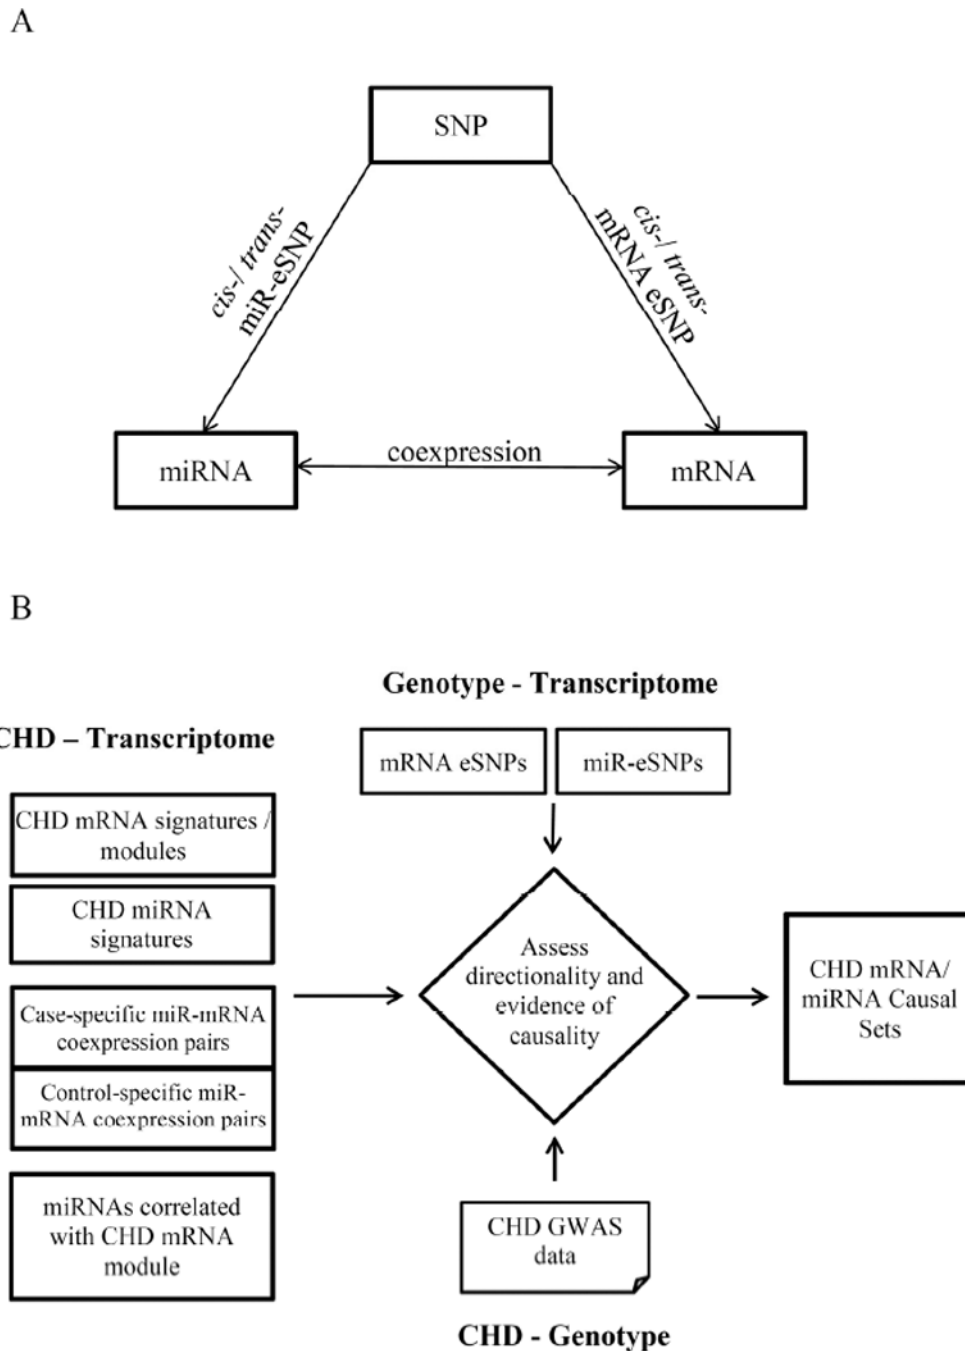 A
SNP
cis-/ trans-
miR-eSNP
cis-/ trans-
mRNA eSNP
miRNA
coexpression
mRNA
B
Genotype - Transcriptome
CHD – Transcriptome
mRNA eSNPs
miR-eSNPs
CHD mRNA signatures /
modules
CHD miRNA
signatures
Case-specific miR-mRNA
coexpression pairs
Control-specific miR-
mRNA coexpression pairs
miRNAs correlated
with CHD mRNA
module
Assess
directionality and
evidence of
causality
CHD mRNA/
miRNA Causal
Sets
CHD GWAS
data
CHD - Genotype